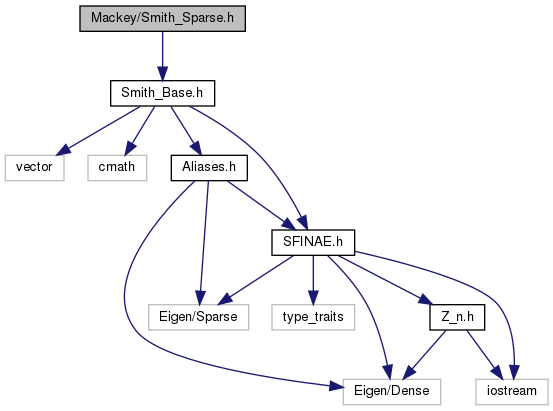 Mackey/Smith_Sparse.h
Smith_Base.h
vector
cmath
Aliases.h
SFINAE.h
Eigen/Sparse
type_traits
Z_n.h
Eigen/Dense
iostream